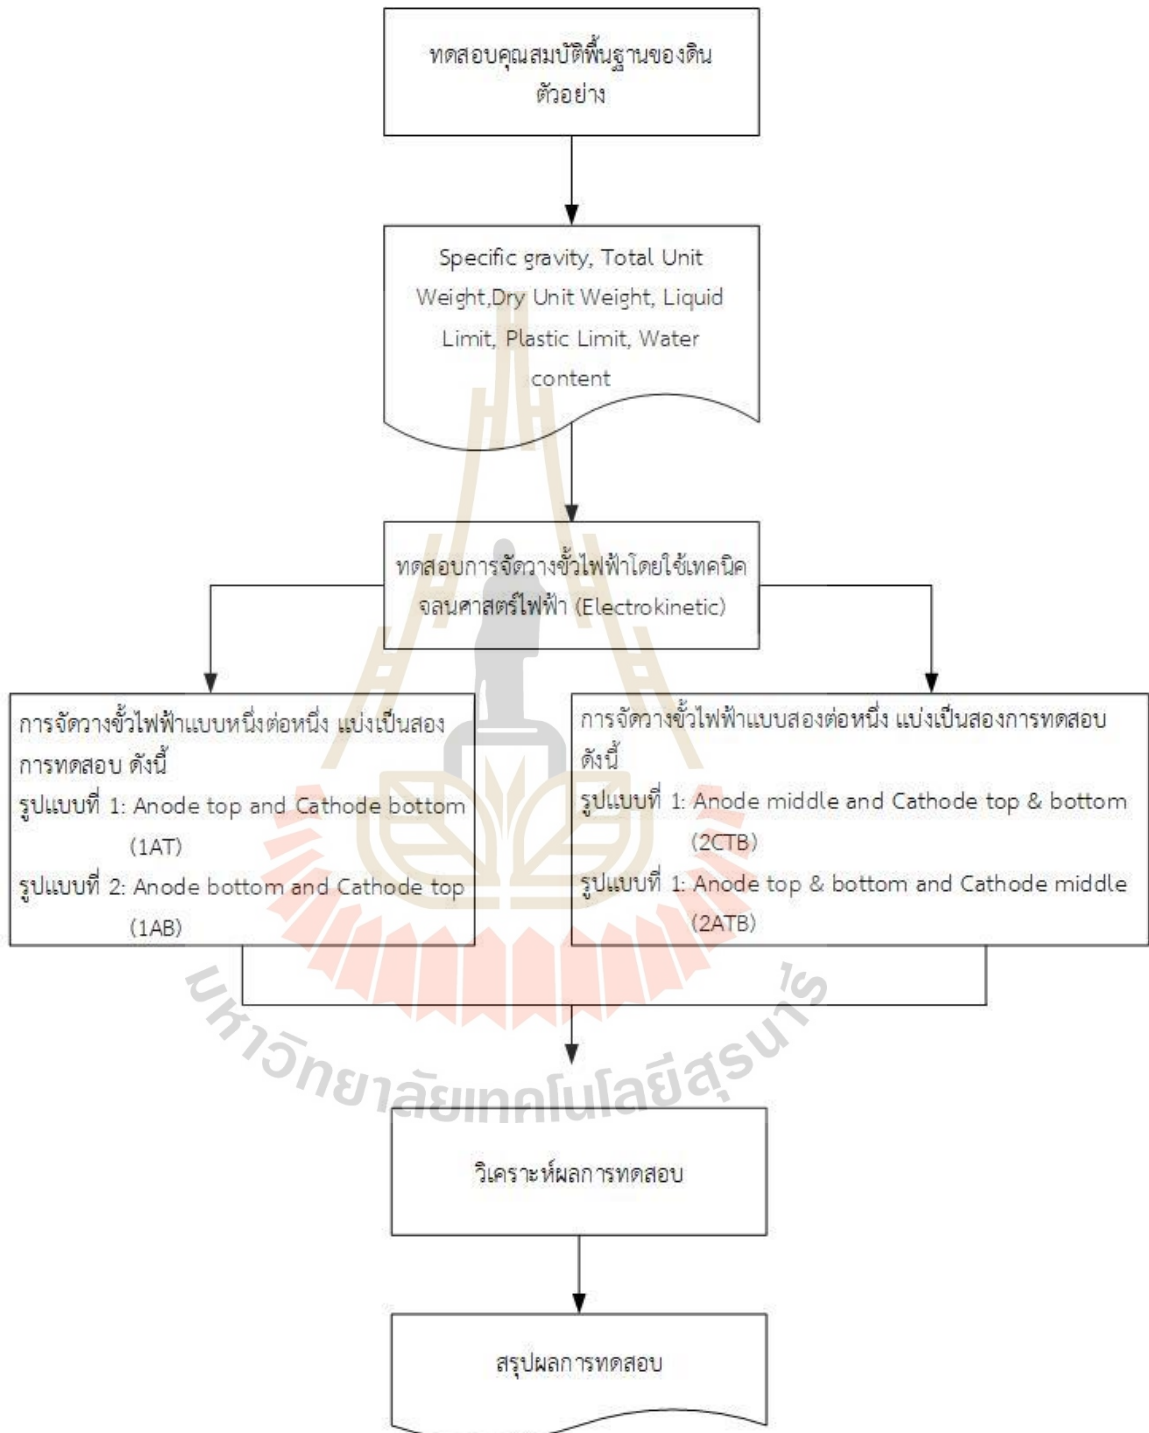 ทดสอบคุณสมบัติพื้นฐานของดิน
ตัวอย่าง
Specific gravity, Total Unit
Weight,Dry Unit Weight, Liquid
Limit, Plastic Limit, Water
content
ทดสอบการจัดวางขั้วไฟฟ้าโดยใช้เทคนิค
จลนศาสตร์ไฟฟ้า (Electrokinetic)
การจัดวางขั้วไฟฟ้าแบบหนึ่งต่อหนึ่ง แบ่งเป็นสอง
การทดสอบ ดังนี้
รูปแบบที่ 1: Anode top and Cathode bottom
(1AT)
รูปแบบที่ 2: Anode bottom and Cathode top
(1AB)
การจัดวางขั้วไฟฟ้าแบบสองต่อหนึ่ง แบ่งเป็นสองการทดสอบ
ดังนี้
รูปแบบที่ 1: Anode middle and Cathode top & bottom
(2CTB)
รูปแบบที่ 1: Anode top & bottom and Cathode middle
(2ATB)
มหาวิทยาลัยเทคโนโลยีสุรนารี
วิเคราะห์ผลการทดสอบ
สรุปผลการทดสอบ